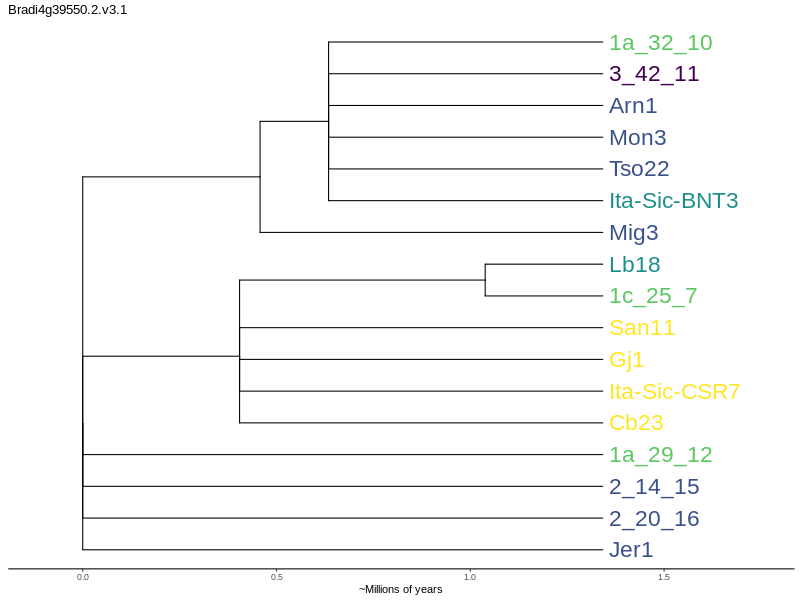 Bradi4g39550.2.v3.1
1a_32_10
3_42_11
Arn1
Mon3
Tso22
Ita-Sic-BNT3
Mig3
Lb18
1c_25_7
San11
Gj1
Ita-Sic-CSR7
Cb23
1a_29_12
2_14_15
2_20_16
Jer1
0.0 0.5 1.0 1.5
~Millions of years